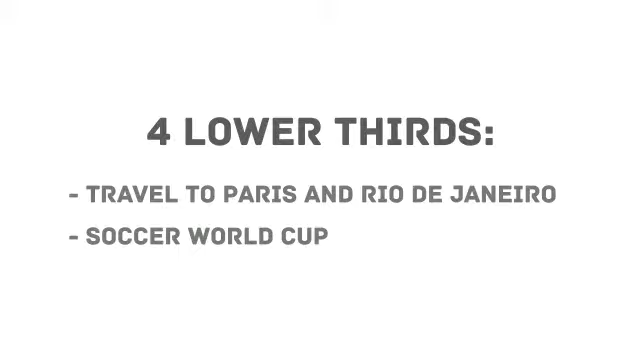 4 LOWER THIRDS:
- TRAVEL TO PARIS AND RIO DE JANEIRO
- SOCCER WORLD CUP